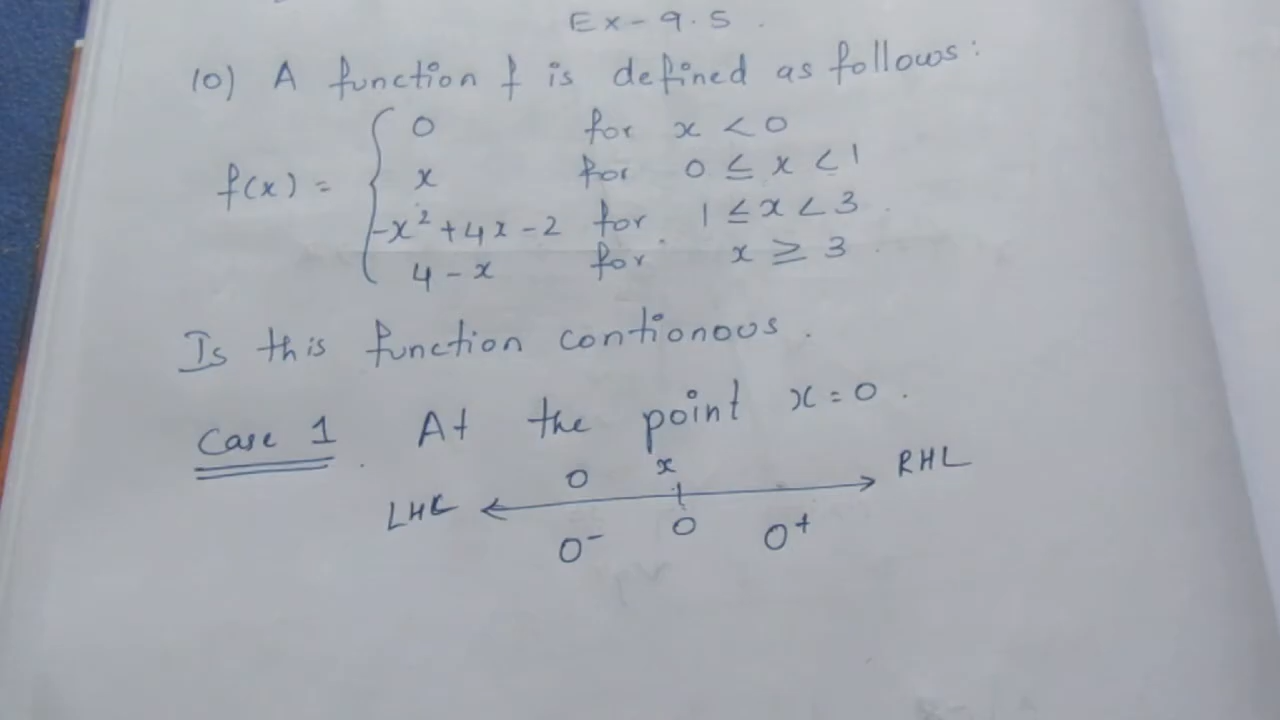 Ex-9.5.
10) A function f is defined as follows:
0 for x < 0
f(x) = x for 0 ≤ x < 1
-x² + 4x - 2 for 1 ≤ x < 3
4 - x for x ≥ 3
Is this function contionous.
Case 1. At the point x = 0.
LHL 0 x RHL
0⁻ 0 0⁺